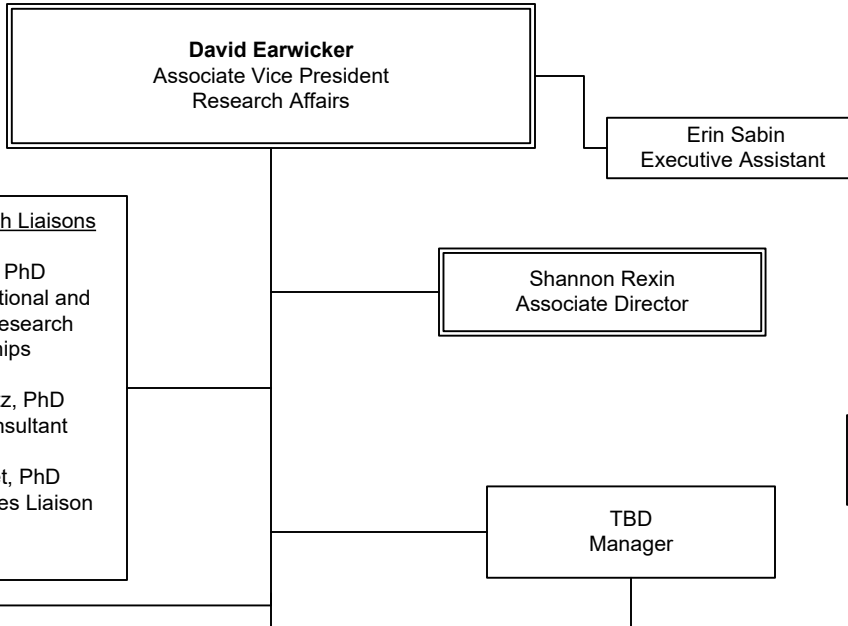 David Earwicker
Associate Vice President
Research Affairs
Erin Sabin
Executive Assistant
Liaisons
PhD
and
Shannon Rexin
Associate Director
PhD
PhD
Liaison
TBD
Manager